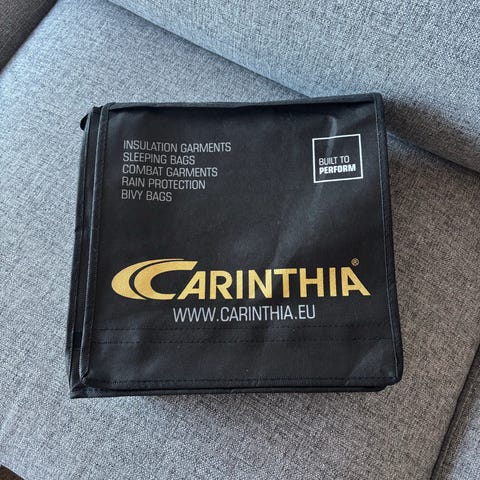 INSULATION GARMENTS
SLEEPING BAGS
COMBAT GARMENTS
RAIN PROTECTION
BIVY BAGS
BUILT TO
PERFORM
CARINTHIA®
WWW.CARINTHIA.EU